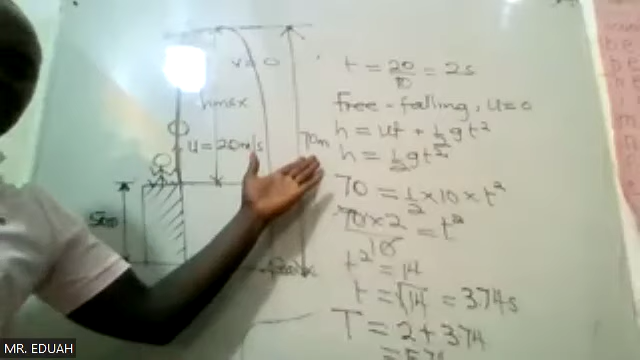 v = 0
hmax
u = 20m/s
70m
50m
t = 20/10 = 2s
free-falling, u=0
h = ut + 1/2gt²
h = 1/2gt²
70 = 1/2 × 10 × t²
70×2/10 = t²
t² = 14
t = √14 = 3.74s
T = 2 + 3.74
MR. EDUAH